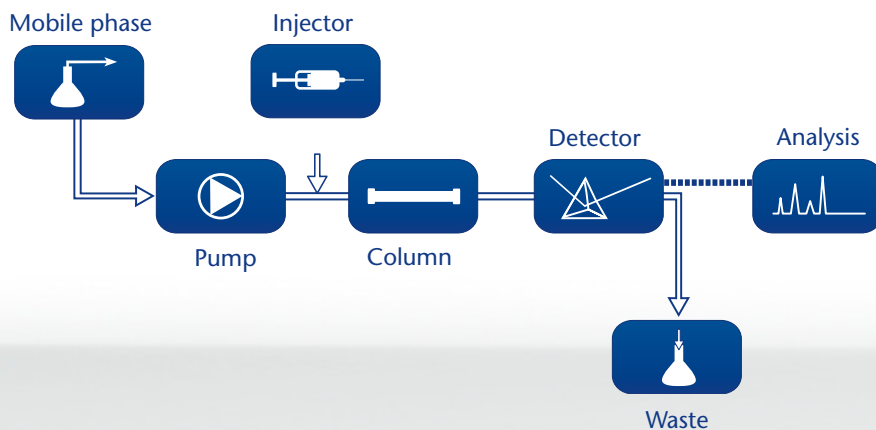 Mobile phase
Injector
Detector
Analysis
Pump
Column
Waste